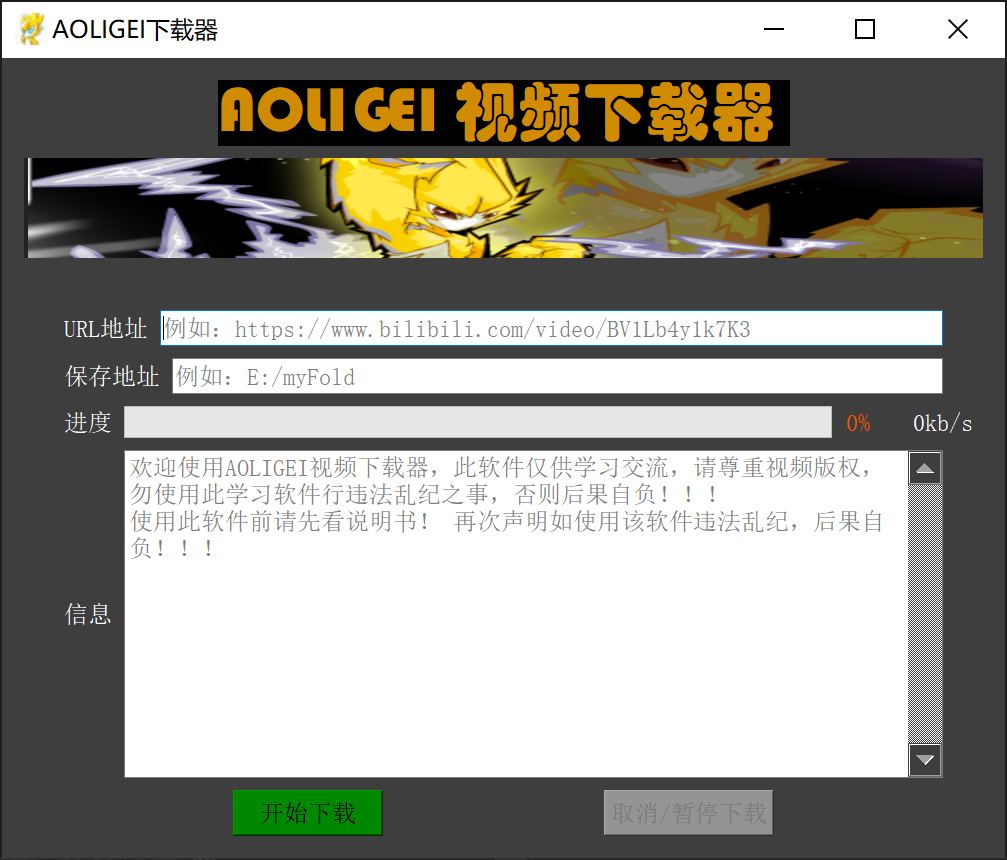 AOLIGEI下载器
AOLIGEI 视频下载器
URL地址 例如：https://www.bilibili.com/video/BV1Lb4y1k7K3
保存地址 例如：E:/myFold
进度 0% 0kb/s
欢迎使用AOLIGEI视频下载器，此软件仅供学习交流，请尊重视频版权，
勿使用此学习软件行违法乱纪之事，否则后果自负！！！
使用此软件前请先看说明书！ 再次声明如使用该软件违法乱纪，后果自
负！！！
信息
开始下载 取消/暂停下载